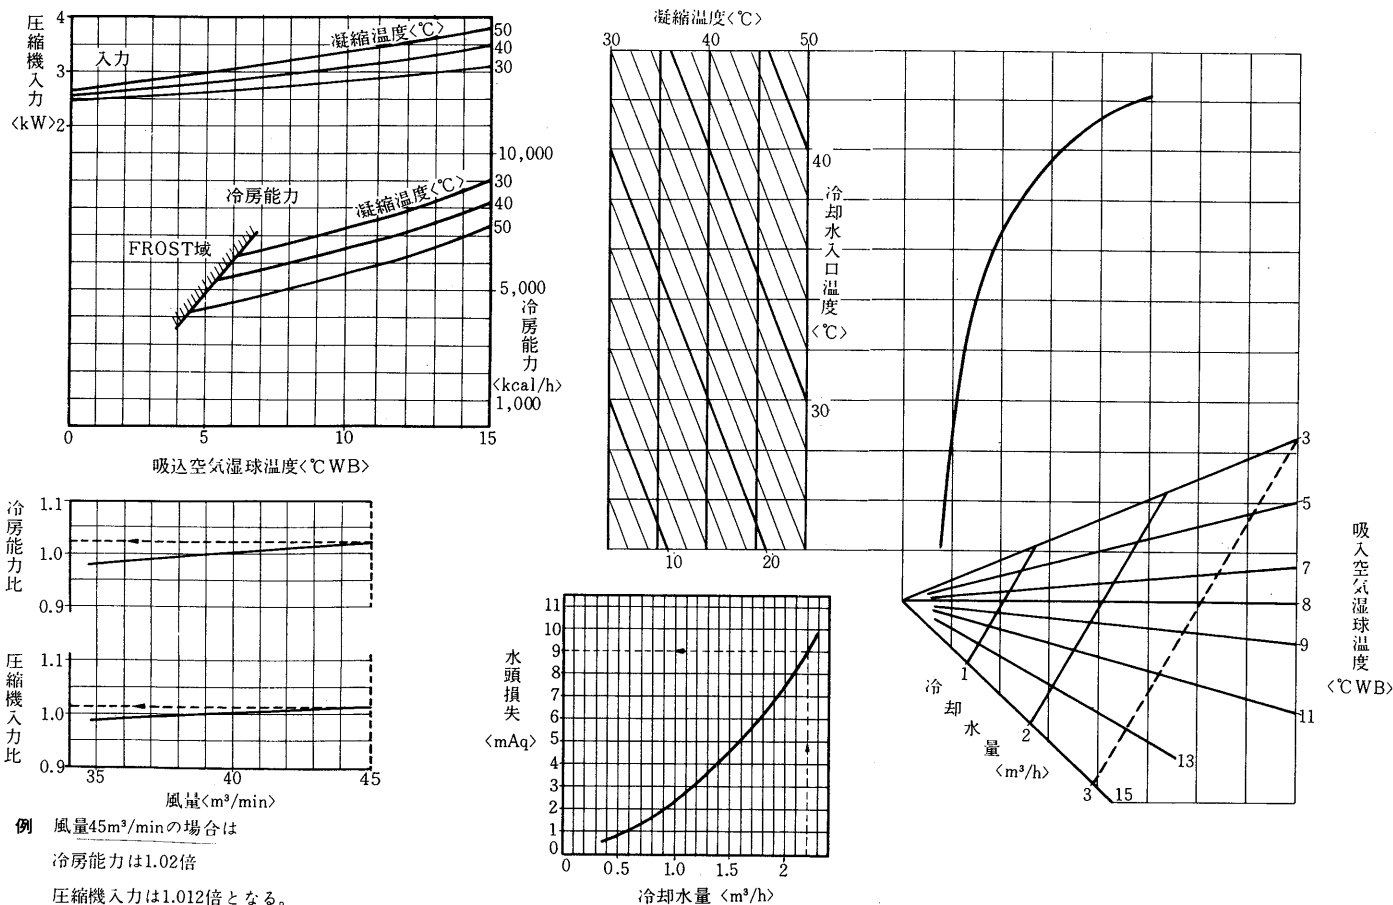 圧縮機入力
<kW>
4
3
2
入力
凝縮温度<℃>
50
40
30
10,000
冷房能力
凝縮温度<℃>
30
40
50
FROST域
5,000
冷房能力
<kcal/h>
1,000
0 5 10 15
吸込空気湿球温度<℃WB>
冷房能力比
1.1
1.0
0.9
圧縮機入力比
1.1
1.0
0.9
35 40 45
風量<m³/min>
例 風量45m³/minの場合は
冷房能力は1.02倍
圧縮機入力は1.012倍となる。
凝縮温度<℃>
30 40 50
40
冷却水入口温度
<℃>
30
10 20
水頭損失
<mAq>
11
10
9
8
7
6
5
4
3
2
1
0
0 0.5 1.0 1.5 2
冷却水量<m³/h>
3
5
7
8
9
11
13
15
吸入空気湿球温度
<℃WB>
1
2
3
冷却水量
<m³/h>